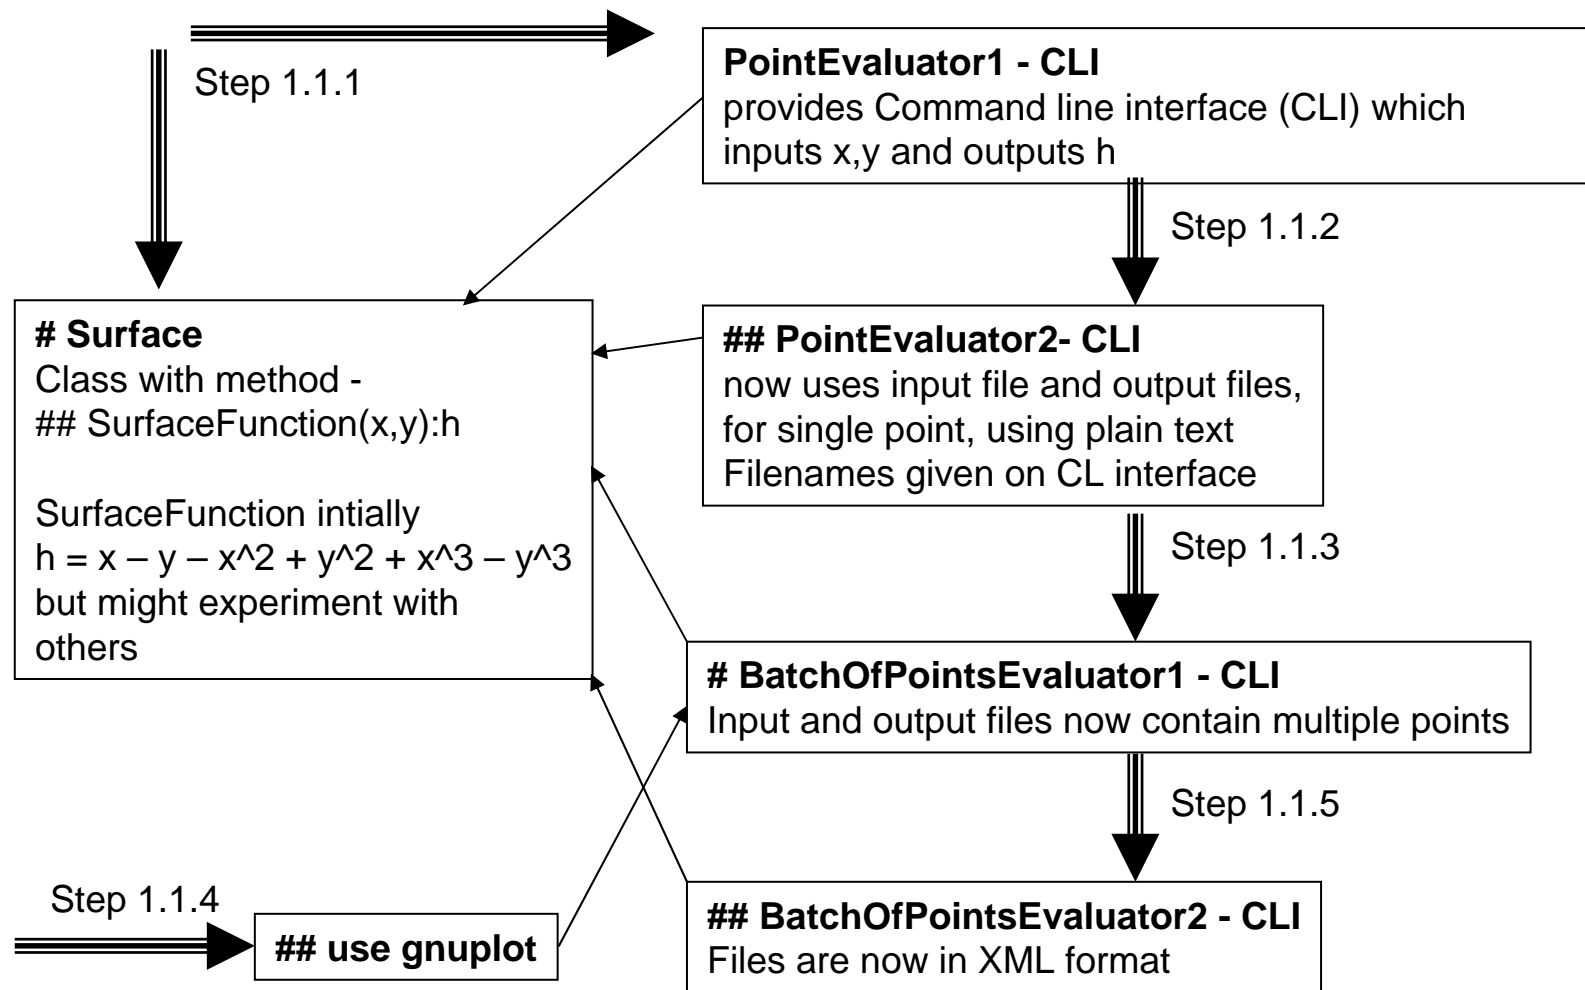 Step 1.1.1
PointEvaluator1 - CLI
provides Command line interface (CLI) which
inputs x,y and outputs h
Step 1.1.2
# Surface
Class with method -
## SurfaceFunction(x,y):h
SurfaceFunction intially
h = x – y – x^2 + y^2 + x^3 – y^3
but might experiment with
others
## PointEvaluator2- CLI
now uses input file and output files,
for single point, using plain text
Filenames given on CL interface
Step 1.1.3
# BatchOfPointsEvaluator1 - CLI
Input and output files now contain multiple points
Step 1.1.5
Step 1.1.4
## use gnuplot
## BatchOfPointsEvaluator2 - CLI
Files are now in XML format